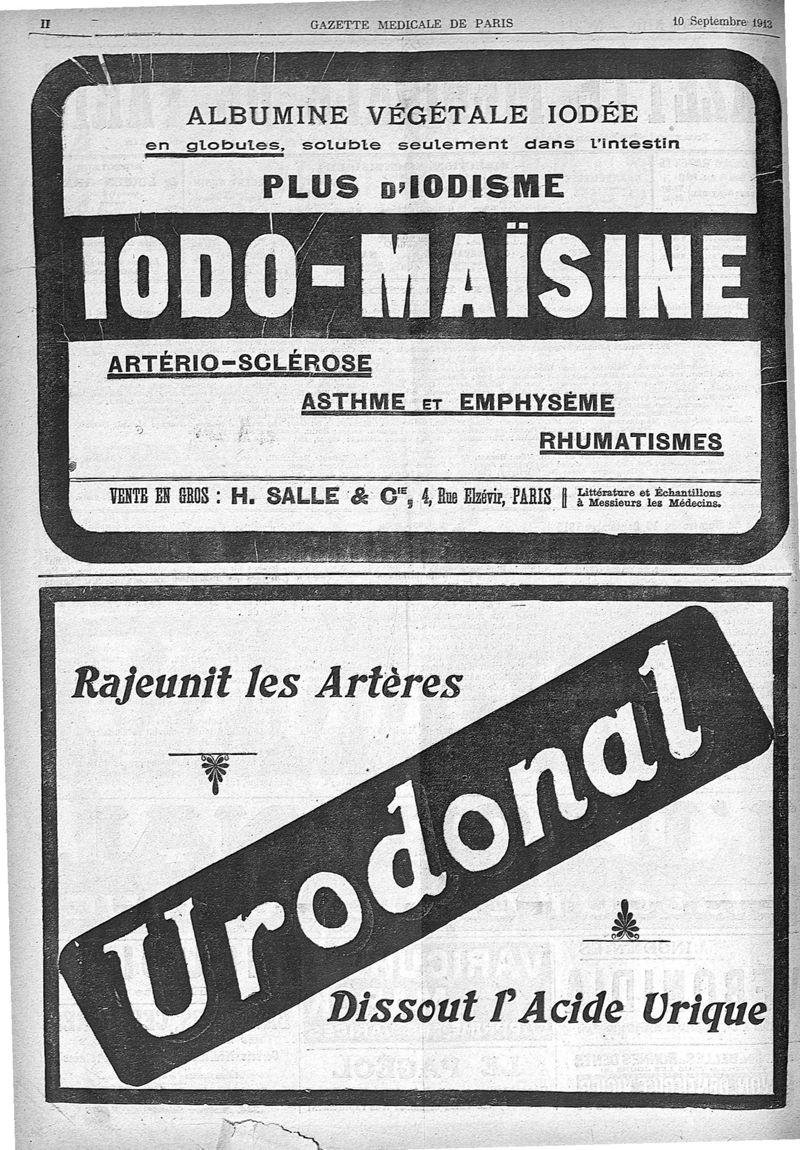 II
GAZETTE MEDICALE DE PARIS
10 Septembre 1913
ALBUMINE VÉGÉTALE IODÉE
en globules, soluble seulement dans l'intestin
PLUS D'IODISME
IODO-MAÏSINE
ARTÉRIO-SCLÉROSE
ASTHME ET EMPHYSÈME
RHUMATISMES
VENTE EN GROS : H. SALLE & CIE, 4, Rue Elzévir, PARIS
Littérature et Échantillons
à Messieurs les Médecins.
Rajeunit les Artères
Urodonal
Dissout l'Acide Urique